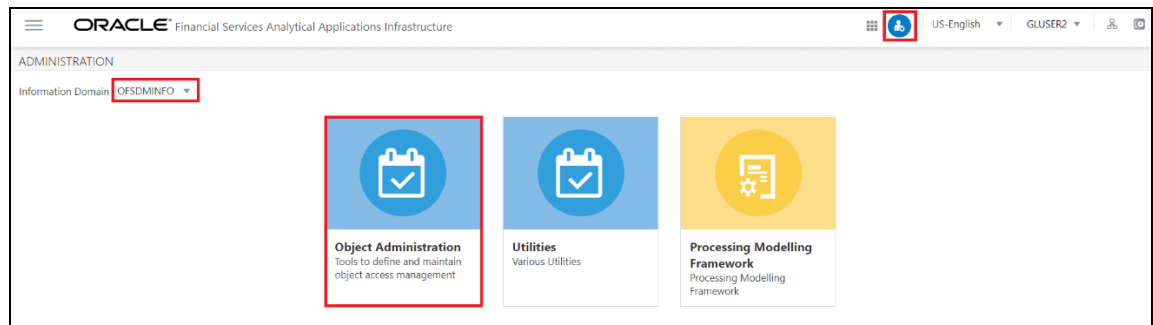 ORACLE® Financial Services Analytical Applications Infrastructure
US-English
GLUSER2
ADMINISTRATION
Information Domain OFSDMINFO
Object Administration
Tools to define and maintain
object access management
Utilities
Various Utilities
Processing Modelling
Framework
Processing Modelling
Framework